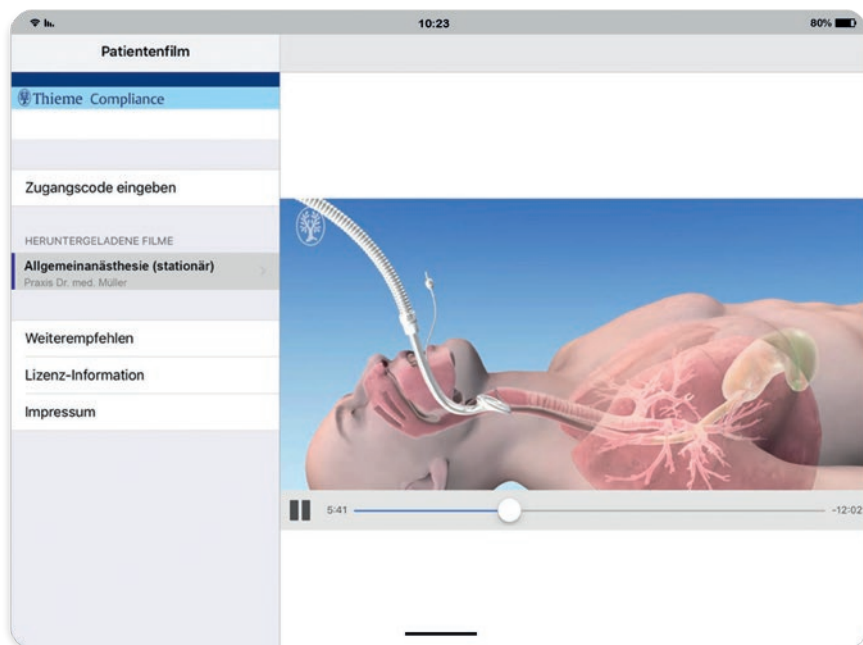 10:23
80%
Patientenfilm
Thieme Compliance
Zugangscode eingeben
HERUNTERGELADENE FILME
Allgemeinanästhesie (stationär)
Praxis Dr. med. Müller
Weiterempfehlen
Lizenz-Information
Impressum
5:41
-12:02